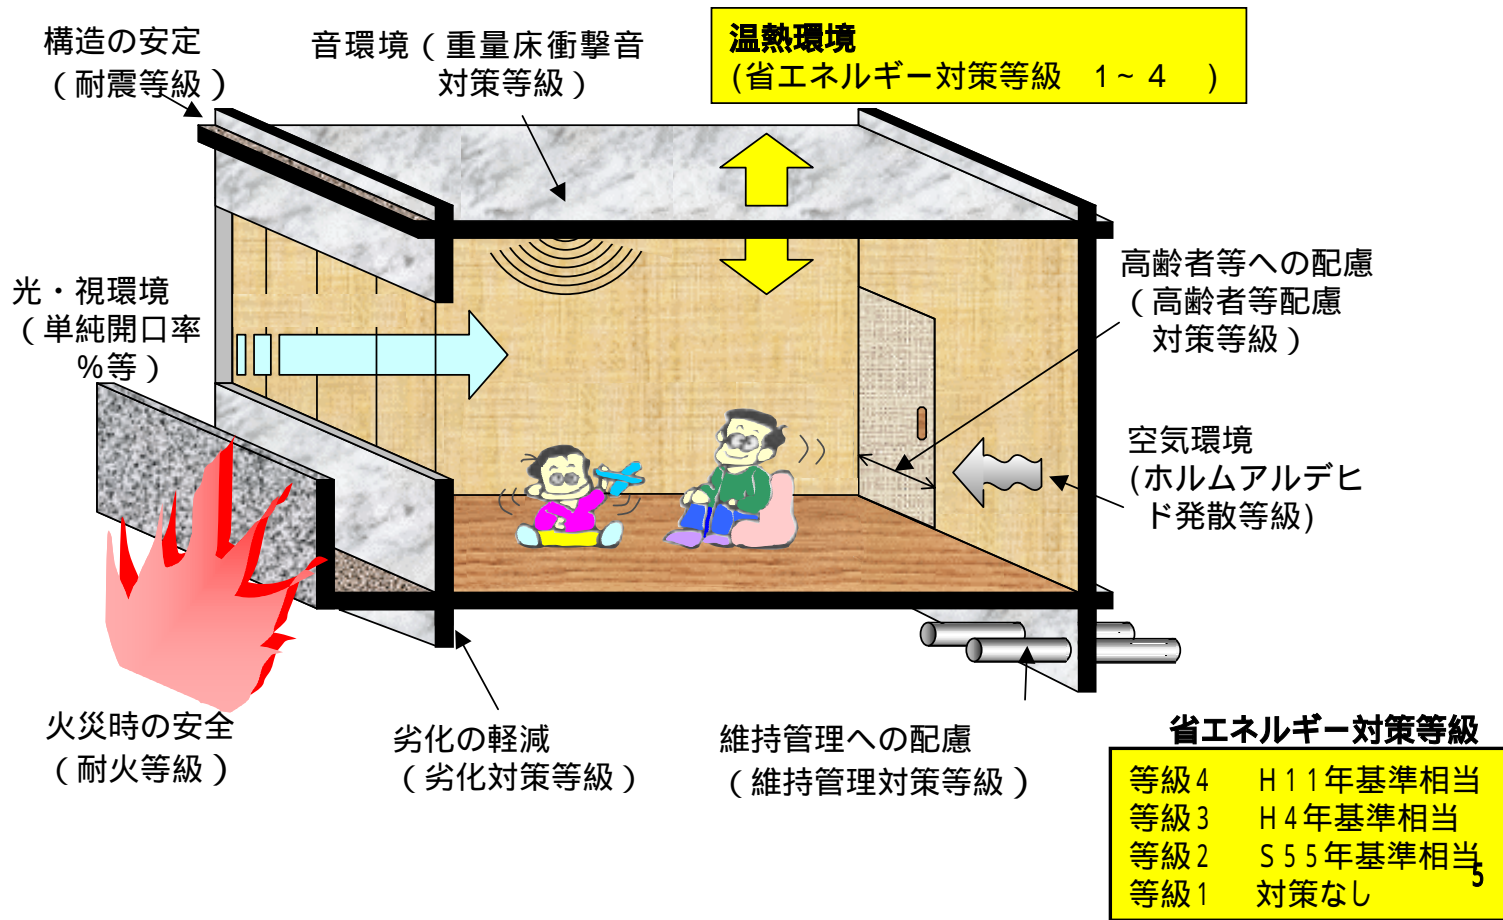 構造の安定
（耐震等級）
音環境（重量床衝撃音
対策等級）
温熱環境
(省エネルギー対策等級　1～4　)
光・視環境
（単純開口率
％等）
高齢者等への配慮
（高齢者等配慮
対策等級）
空気環境
(ホルムアルデヒ
ド発散等級)
火災時の安全
（耐火等級）
劣化の軽減
（劣化対策等級）
維持管理への配慮
（維持管理対策等級）
省エネルギー対策等級
等級4　H11年基準相当
等級3　H4年基準相当
等級2　S55年基準相当
等級1　対策なし
5